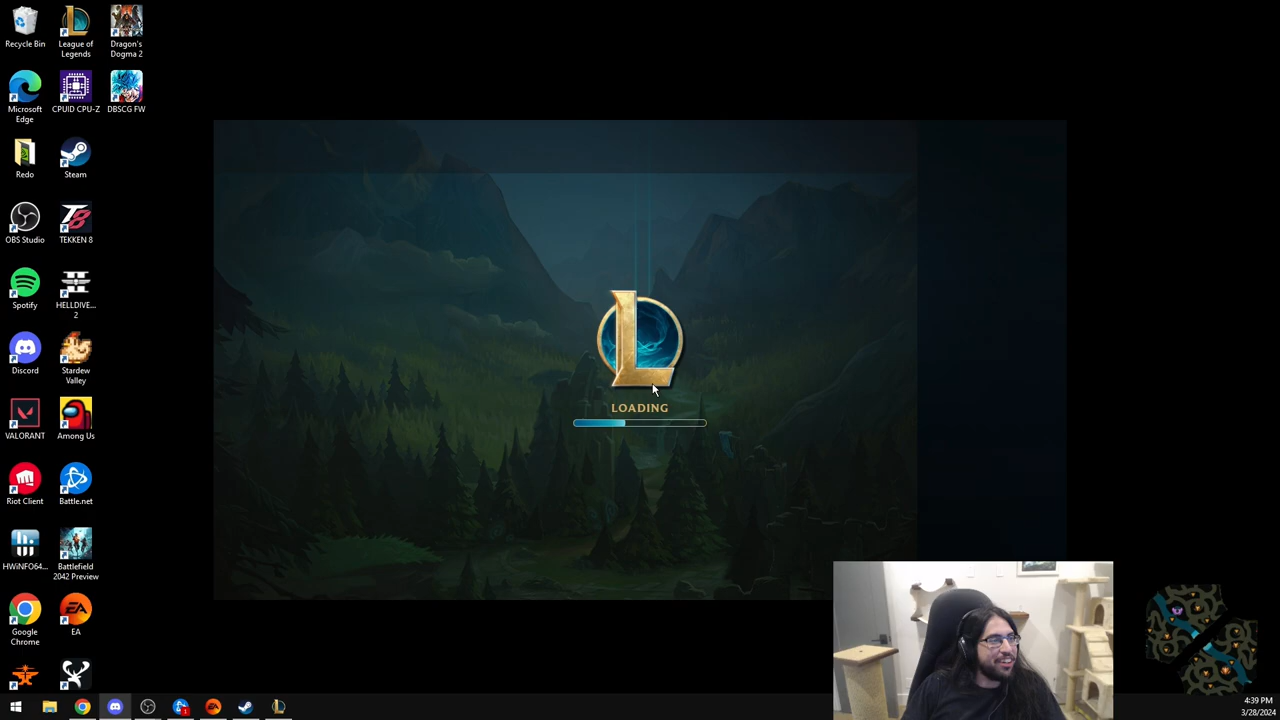 Recycle Bin
League of
Legends
Dragon's
Dogma 2
Microsoft
Edge
CPUID CPU-Z
DBSCG FW
Redo
Steam
OBS Studio
TEKKEN 8
Spotify
HELLDIVE...
2
Discord
Stardew
Valley
VALORANT
Among Us
Riot Client
Battle.net
HWiNFO64...
Battlefield
2042 Preview
Google
Chrome
EA
LOADING
4:39 PM
3/28/2024